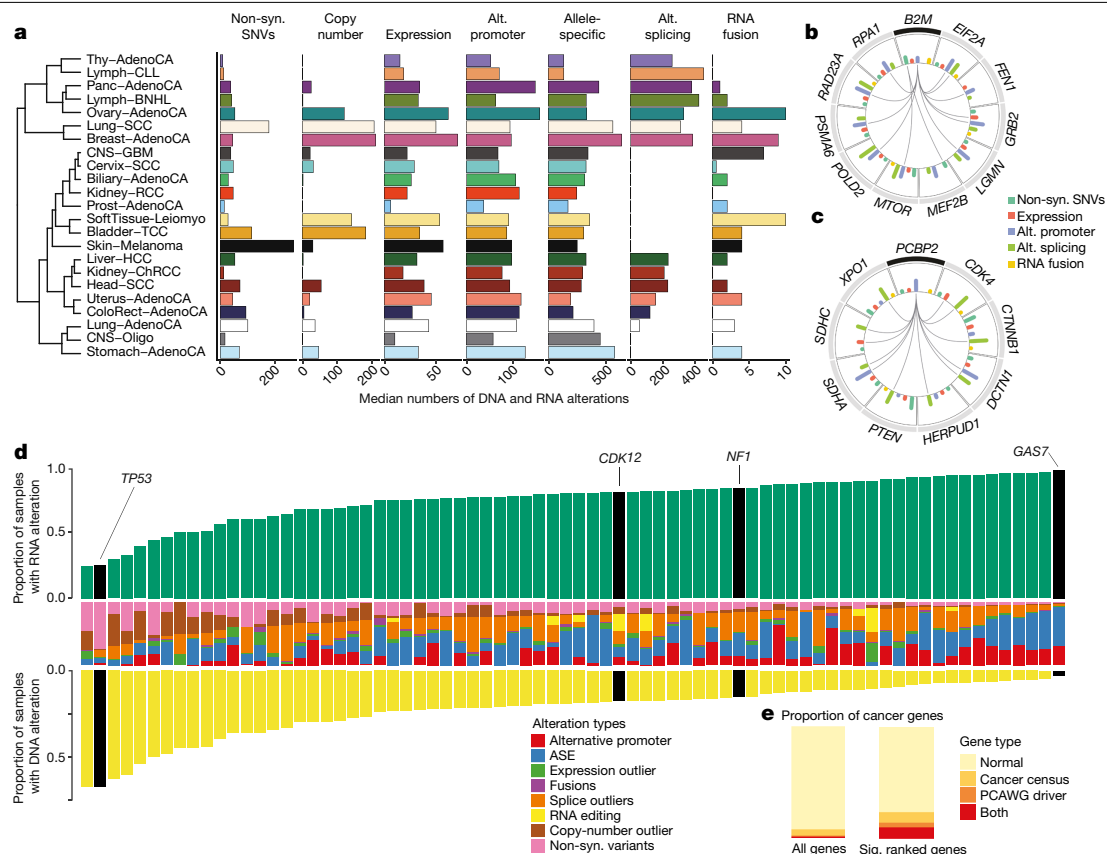 a
Non-syn. SNVs
Copy number
Expression
Alt. promoter
Allele-specific
Alt. splicing
RNA fusion
Thy–AdenoCA
Lymph–CLL
Panc–AdenoCA
Lymph–BNHL
Ovary–AdenoCA
Lung–SCC
Breast–AdenoCA
CNS–GBM
Cervix–SCC
Biliary–AdenoCA
Kidney–RCC
Prost–AdenoCA
SoftTissue–Leiomyo
Bladder–TCC
Skin–Melanoma
Liver–HCC
Kidney–ChRCC
Head–SCC
Uterus–AdenoCA
ColoRect–AdenoCA
Lung–AdenoCA
CNS–Oligo
Stomach–AdenoCA
0 200 0 100 200 0 50 0 100 0 500 0 200 400 0 5 10
Median numbers of DNA and RNA alterations
b
B2M
EIF2A
FEN1
GRB2
LGMN
MEF2B
MTOR
POLD2
PSMA6
RAD23A
RPA1
Non-syn. SNVs
Expression
Alt. promoter
Alt. splicing
RNA fusion
c
PCBP2
CDK4
CTNNB1
DCTN1
HERPUD1
PTEN
SDHA
SDHC
XPO1
d
Proportion of samples with RNA alteration
1.0
0.5
0.0
TP53
CDK12
NF1
GAS7
Proportion of samples with DNA alteration
0.0
0.5
Alteration types
Alternative promoter
ASE
Expression outlier
Fusions
Splice outliers
RNA editing
Copy-number outlier
Non-syn. variants
e
Proportion of cancer genes
All genes
Sig. ranked genes
Gene type
Normal
Cancer census
PCAWG driver
Both